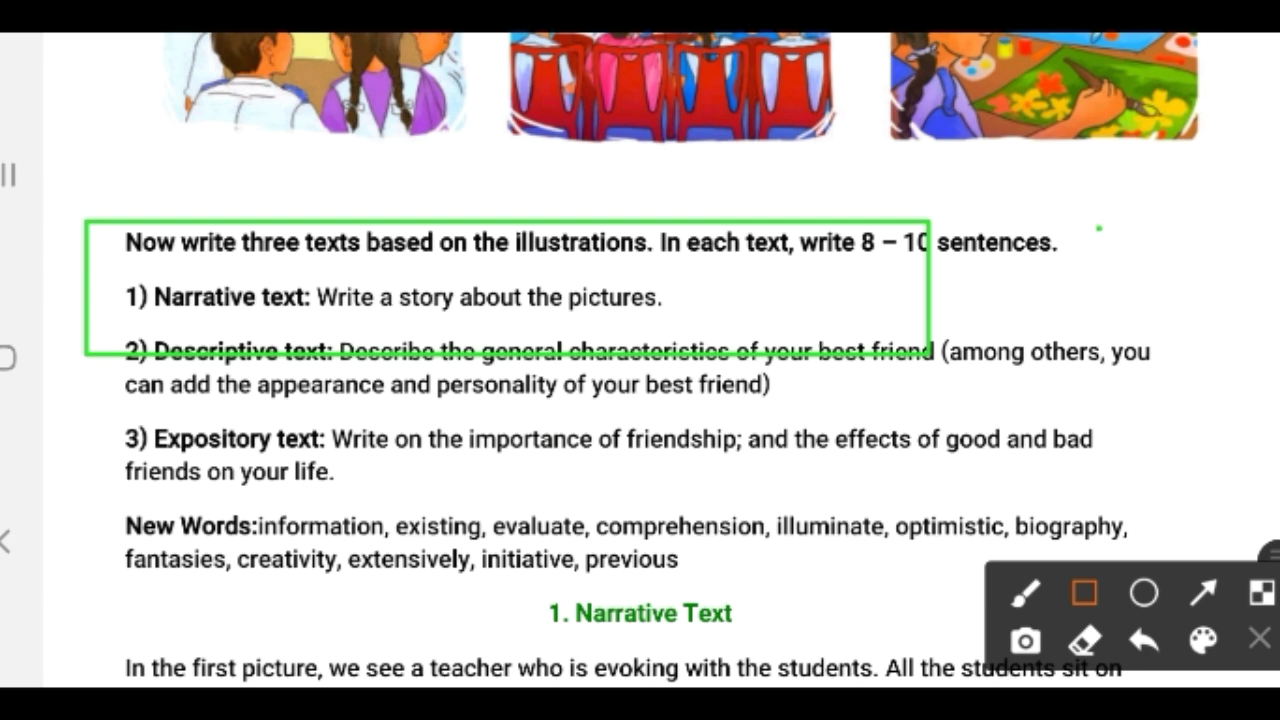 Now write three texts based on the illustrations. In each text, write 8 – 10 sentences.
1) Narrative text: Write a story about the pictures.
2) Descriptive text: Describe the general characteristics of your best friend (among others, you
can add the appearance and personality of your best friend)
3) Expository text: Write on the importance of friendship; and the effects of good and bad
friends on your life.
New Words:information, existing, evaluate, comprehension, illuminate, optimistic, biography,
fantasies, creativity, extensively, initiative, previous
1. Narrative Text
In the first picture, we see a teacher who is evoking with the students. All the students sit on